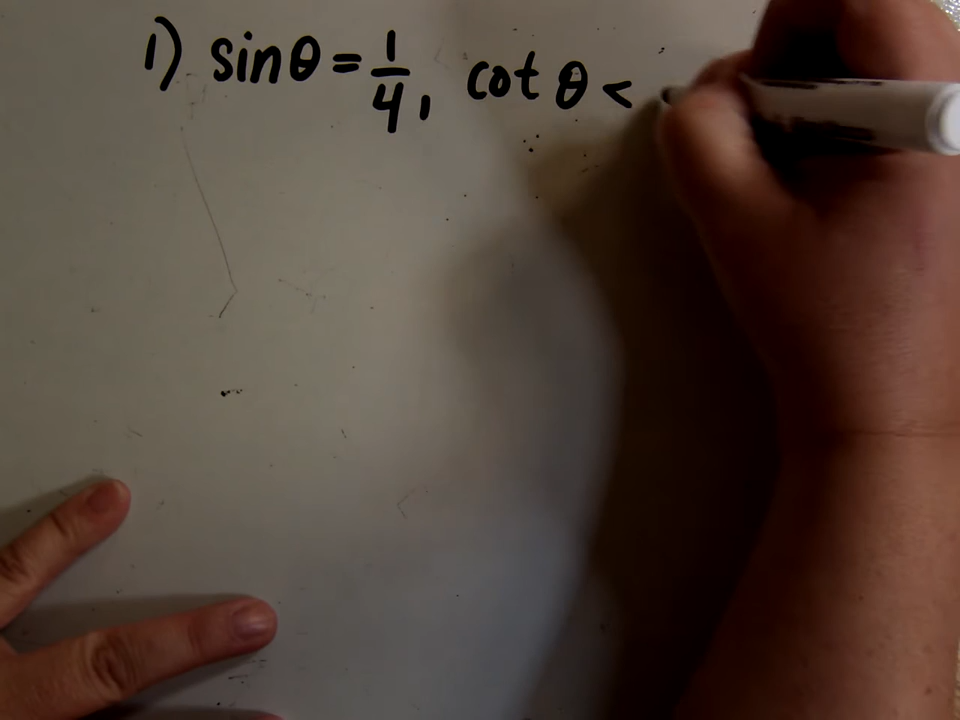 1) sinθ = 1/4, cot θ <